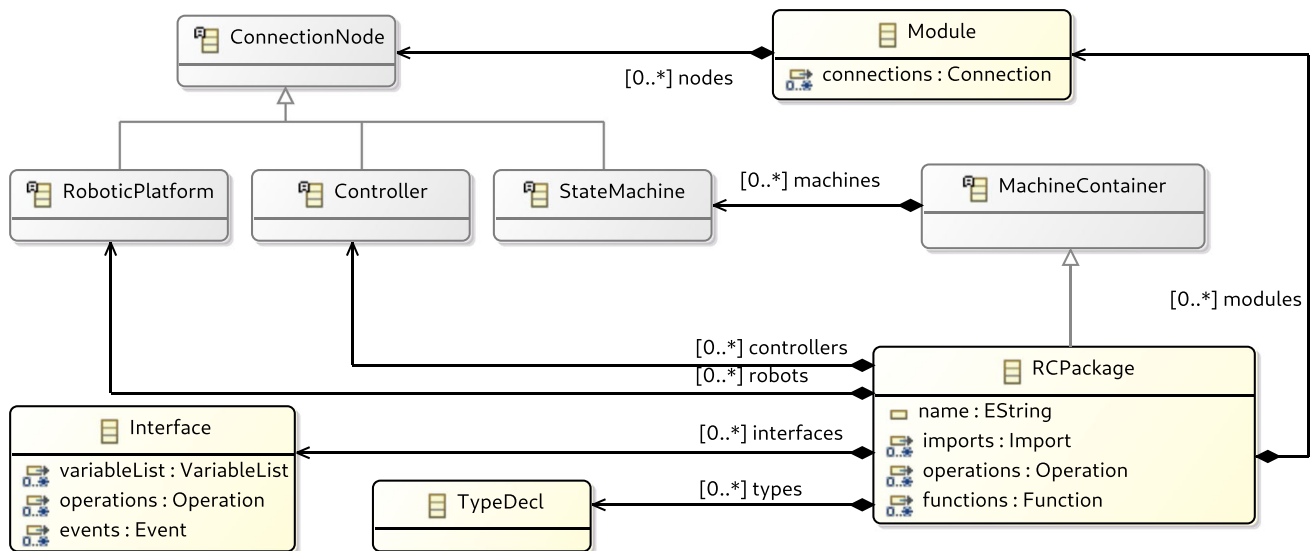 ConnectionNode
Module
[0..*] nodes
connections : Connection
RoboticPlatform
Controller
StateMachine
[0..*] machines
MachineContainer
[0..*] modules
[0..*] controllers
[0..*] robots
RCPackage
name : EString
imports : Import
operations : Operation
functions : Function
Interface
variableList : VariableList
operations : Operation
events : Event
[0..*] interfaces
[0..*] types
TypeDecl